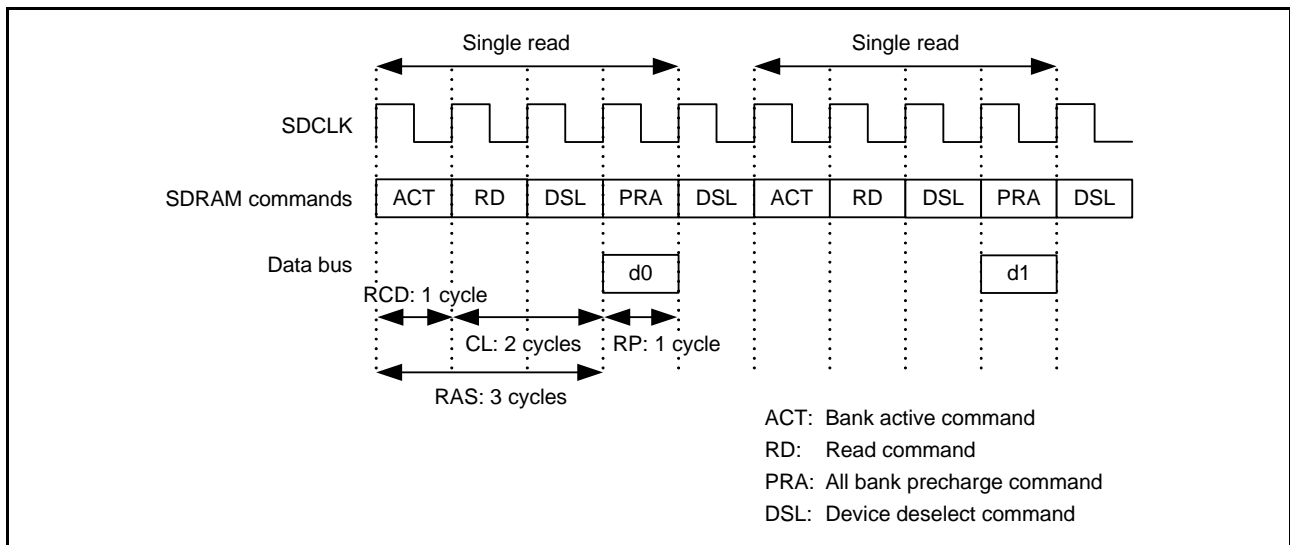 Single read Single read
SDCLK
SDRAM commands ACT RD DSL PRA DSL ACT RD DSL PRA DSL
Data bus d0 d1
RCD: 1 cycle
CL: 2 cycles RP: 1 cycle
RAS: 3 cycles
ACT: Bank active command
RD: Read command
PRA: All bank precharge command
DSL: Device deselect command